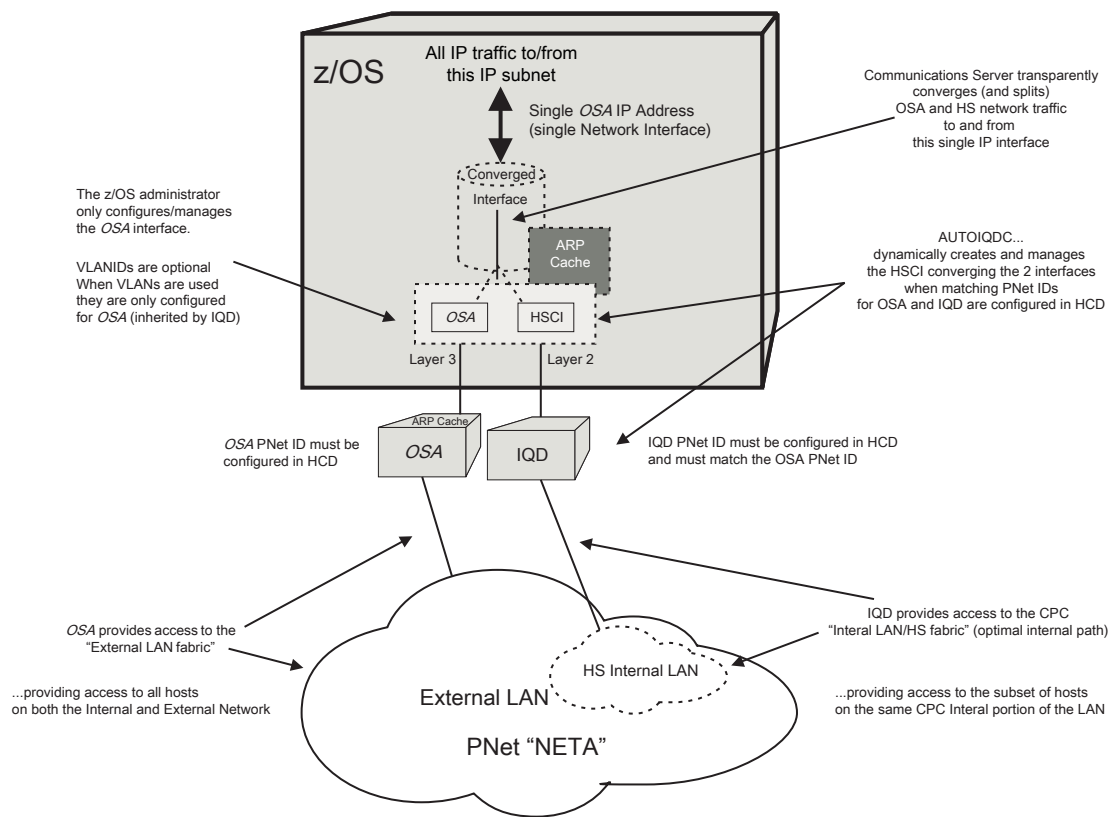 z/OS
All IP traffic to/from
this IP subnet
Single OSA IP Address
(single Network Interface)
Communications Server transparently
converges (and splits)
OSA and HS network traffic
to and from
this single IP interface
Converged
Interface
The z/OS administrator
only configures/manages
the OSA interface.
VLANIDs are optional
When VLANs are used
they are only configured
for OSA (inherited by IQD)
ARP
Cache
AUTOIQDC...
dynamically creates and manages
the HSCI converging the 2 interfaces
when matching PNet IDs
for OSA and IQD are configured in HCD
OSA
HSCI
Layer 3
Layer 2
ARP Cache
OSA
IQD
OSA PNet ID must be
configured in HCD
IQD PNet ID must be configured in HCD
and must match the OSA PNet ID
OSA provides access to the
“External LAN fabric”
...providing access to all hosts
on both the Internal and External Network
IQD provides access to the CPC
“Interal LAN/HS fabric” (optimal internal path)
...providing access to the subset of hosts
on the same CPC Interal portion of the LAN
HS Internal LAN
External LAN
PNet “NETA”